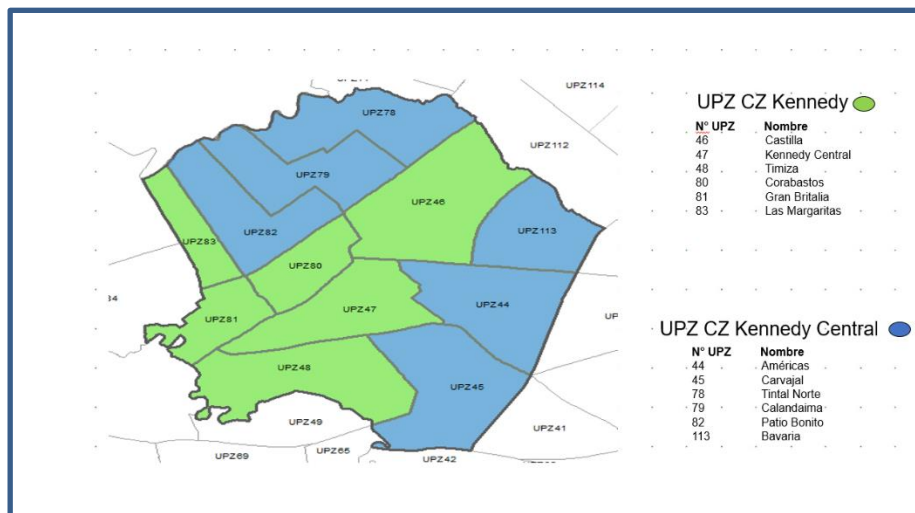 UPZ78
UPZ114
UPZ112
UPZ79
UPZ46
UPZ82
UPZ113
UPZ83
UPZ80
UPZ47
UPZ44
UPZ81
UPZ48
UPZ45
UPZ49
UPZ41
UPZ69
UPZ65
UPZ42
UPZ CZ Kennedy
N° UPZ Nombre
46 Castilla
47 Kennedy Central
48 Timiza
80 Corabastos
81 Gran Britalia
83 Las Margaritas
UPZ CZ Kennedy Central
N° UPZ Nombre
44 Américas
45 Carvajal
78 Tintal Norte
79 Calandaima
82 Patio Bonito
113 Bavaria